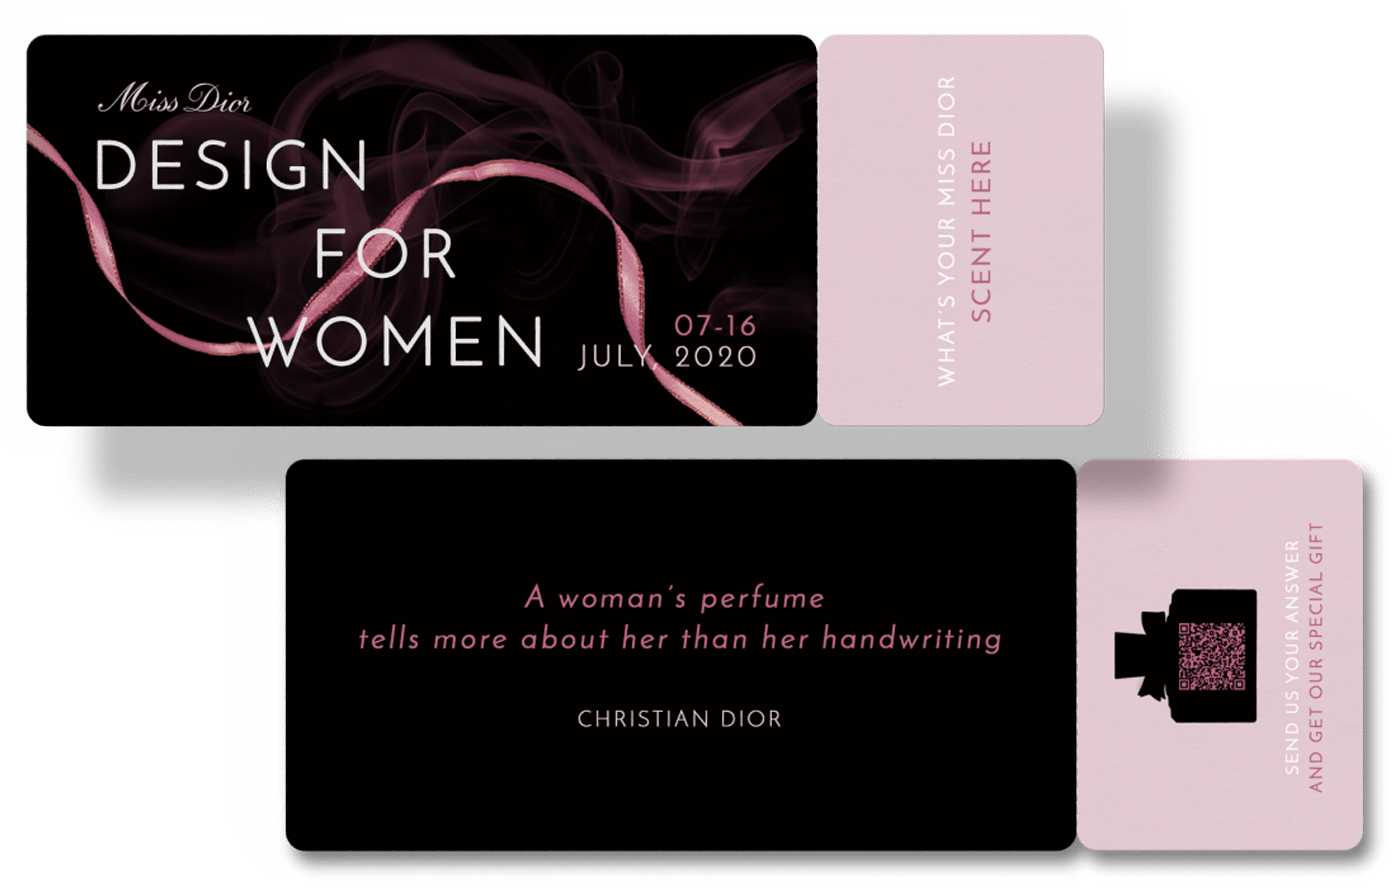 Miss Dior
DESIGN
FOR
WOMEN
07-16
JULY, 2020
WHAT'S YOUR MISS DIOR
SCENT HERE
A woman's perfume
tells more about her than her handwriting
CHRISTIAN DIOR
SEND US YOUR ANSWER
AND GET OUR SPECIAL GIFT